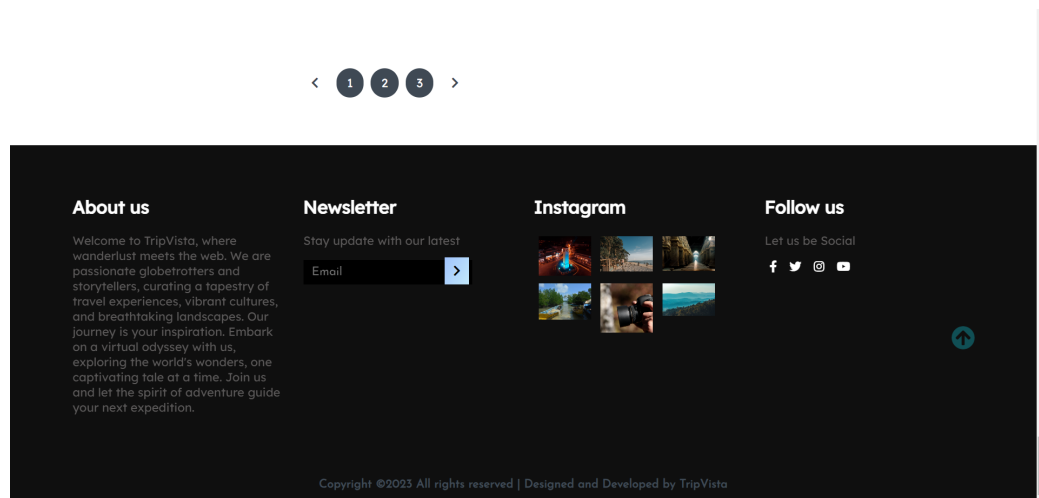 1 2 3
About us
Welcome to TripVista, where
wanderlust meets the web. We are
passionate globetrotters and
storytellers, curating a tapestry of
travel experiences, vibrant cultures,
and breathtaking landscapes. Our
journey is your inspiration. Embark
on a virtual odyssey with us,
exploring the world's wonders, one
captivating tale at a time. Join us
and let the spirit of adventure guide
your next expedition.
Newsletter
Stay update with our latest
Email
Instagram
Follow us
Let us be Social
Copyright ©2023 All rights reserved | Designed and Developed by TripVista